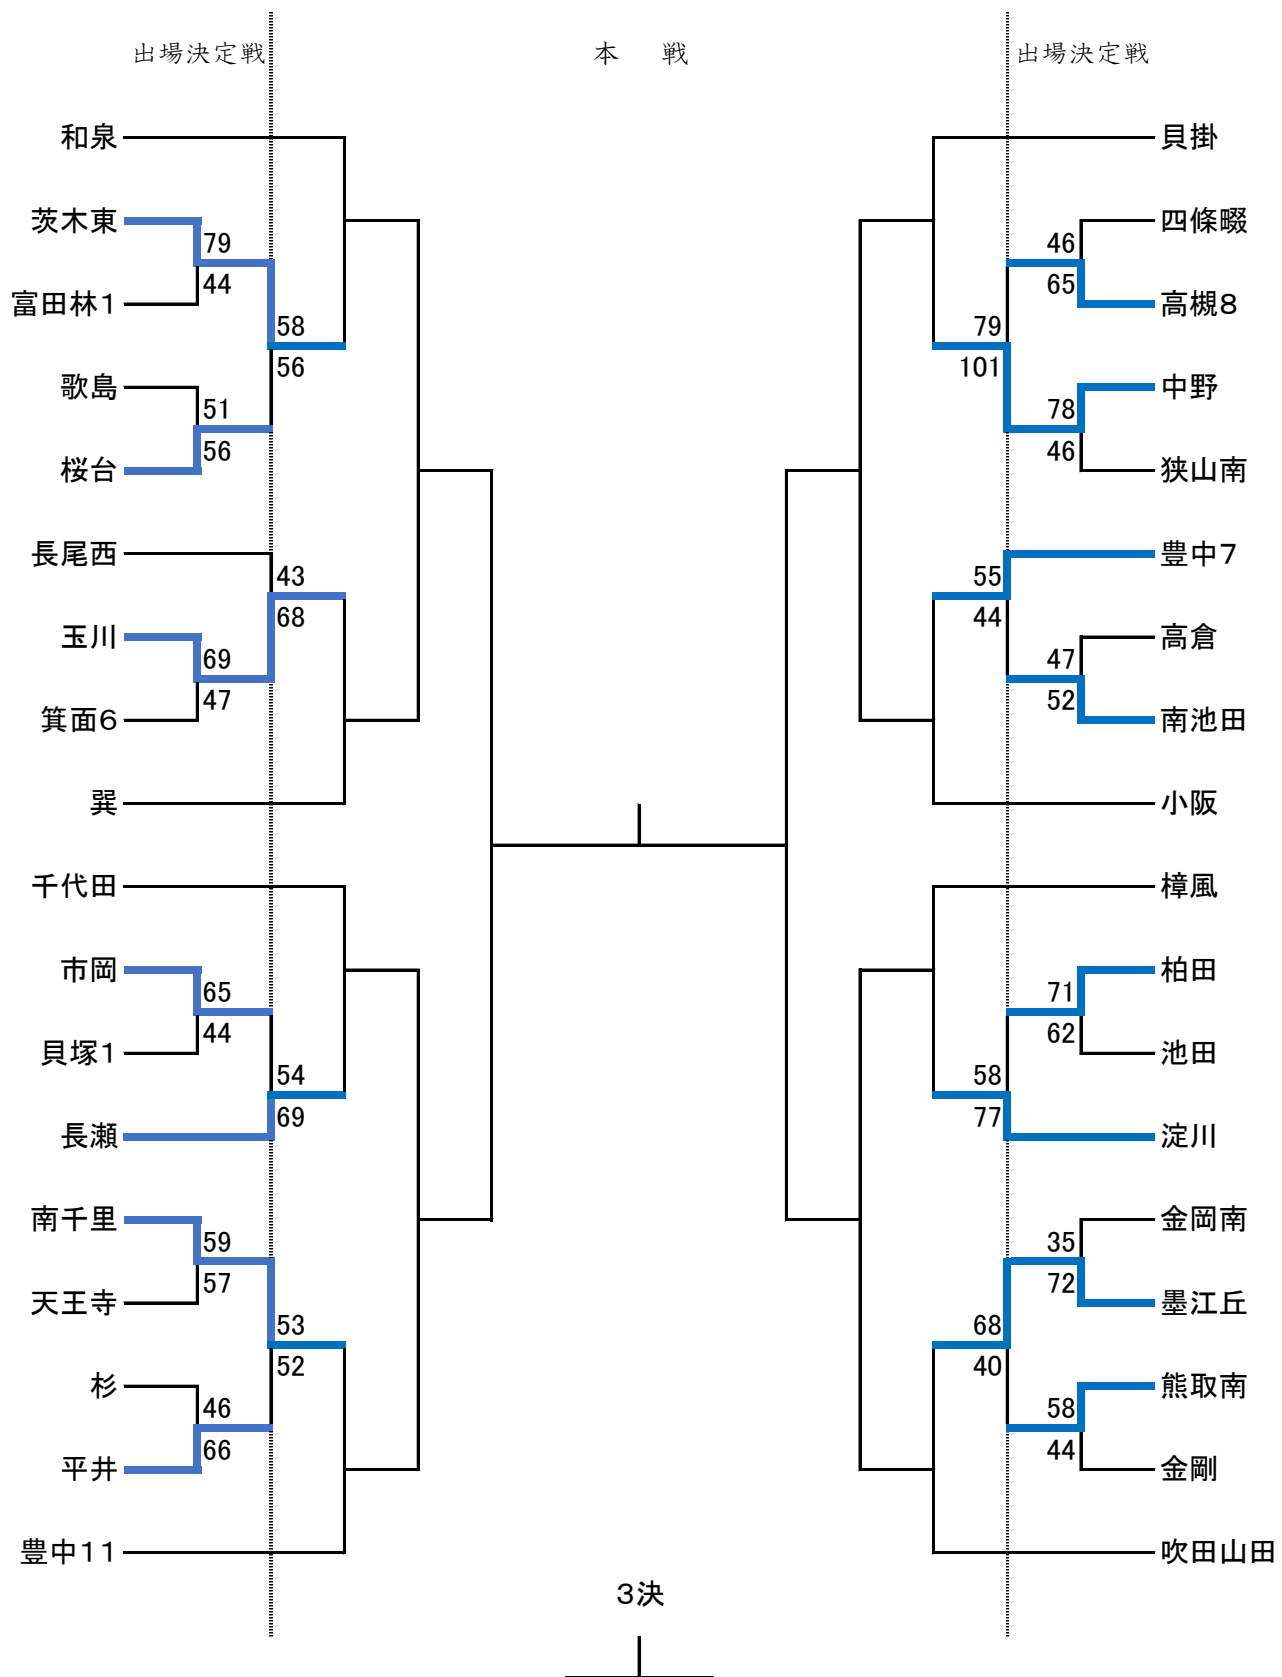 出場決定戦
本 戦
出場決定戦
和泉
茨木東
79
44
富田林1
58
56
歌島
51
56
桜台
長尾西
43
68
玉川
69
47
箕面6
巽
千代田
市岡
65
44
貝塚1
54
69
長瀬
南千里
59
57
天王寺
53
52
杉
46
66
平井
豊中11
貝掛
四條畷
46
65
高槻8
79
101
中野
78
46
狭山南
豊中7
55
44
高倉
47
52
南池田
小阪
樟風
柏田
71
62
池田
58
77
淀川
金岡南
35
72
墨江丘
68
40
熊取南
58
44
金剛
吹田山田
3決